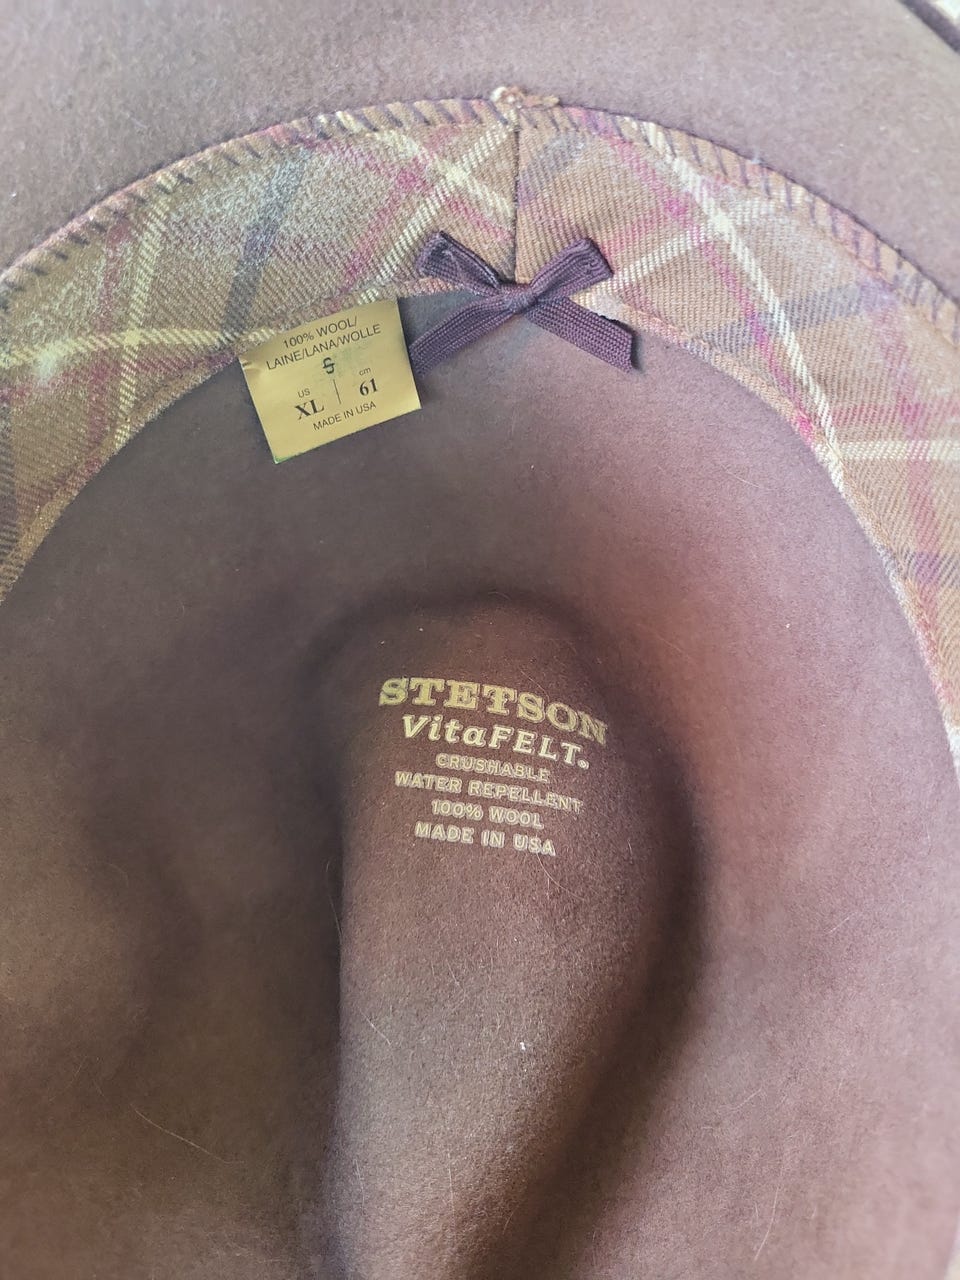 100% WOOL/
LAINE/LANA/WOLLE
S
US cm
XL 61
MADE IN USA
STETSON
VitaFELT®
CRUSHABLE
WATER REPELLENT
100% WOOL
MADE IN USA